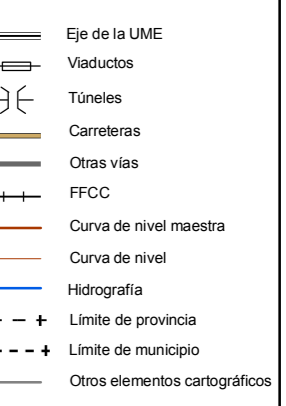 Eje de la UME
Viaductos
Túneles
Carreteras
Otras vías
FFCC
Curva de nivel maestra
Curva de nivel
Hidrografía
Límite de provincia
Límite de municipio
Otros elementos cartográficos